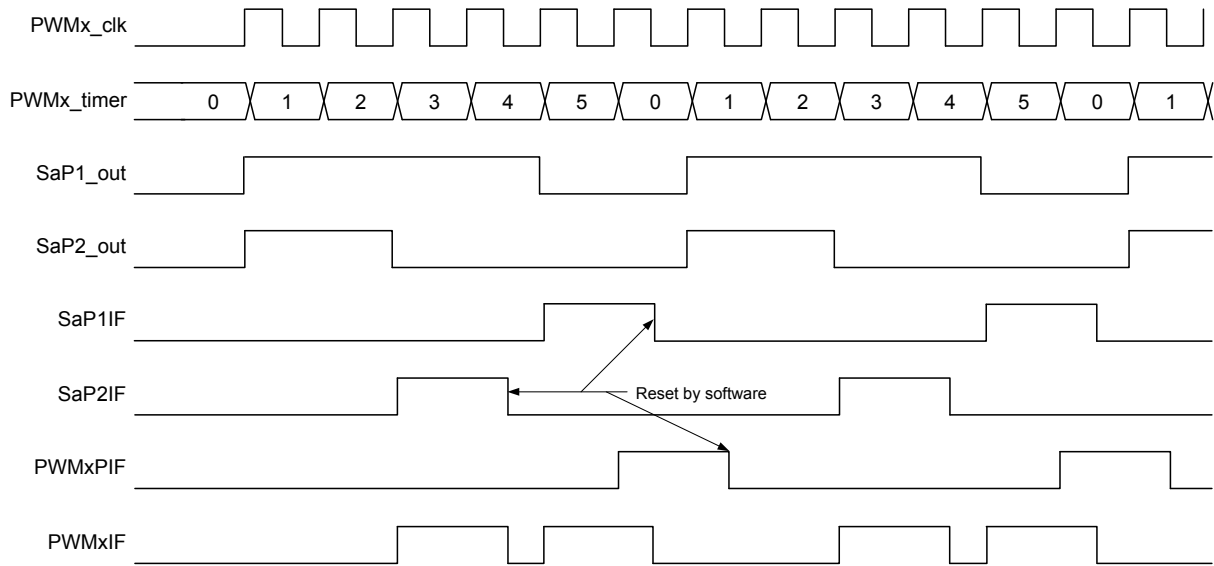 PWMx_clk
PWMx_timer 0 1 2 3 4 5 0 1 2 3 4 5 0 1
SaP1_out
SaP2_out
SaP1IF
SaP2IF Reset by software
PWMxPIF
PWMxIF